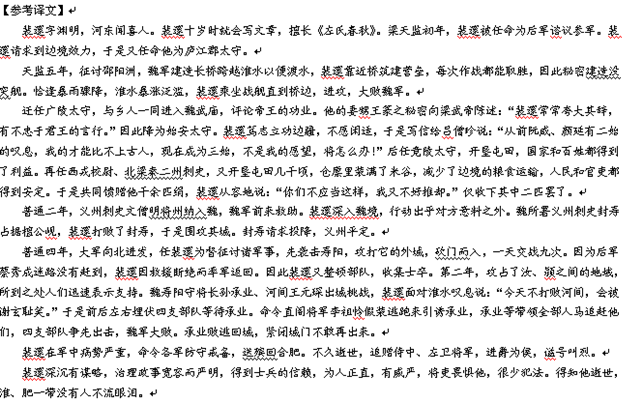 【参考译文】
裴邃字渊明，河东闻喜人。裴邃十岁时就会写文章，擅长《左氏春秋》。梁天监初年，裴邃被任命为后军谘议参军。裴
邃请求到边境效力，于是又任命他为庐江郡太守。
天监五年，征讨邵阳洲，魏军建造长桥跨越淮水以便渡水，裴邃靠近桥筑建营垒，每次作战都能取胜，因此秘密建造没
突舰。恰逢暴雨骤降，淮水暴涨泛滥，裴邃乘坐战舰直到桥边，进攻，大败魏军。
迁任广陵太守，与乡人一同进入魏武庙，评论帝王的功业。他的妻甥王篆之秘密向梁武帝陈述：“裴邃常常夸大其辞，
有不忠于君王的言行。”因此降为始安太守。裴邃笃志立功边疆，不愿闲适，于是写信给吕僧珍说：“从前阮咸、颜延有二始
的叹息，我的才能比不上古人，现在成为三始，不是我的愿望，将怎么办！”后任竟陵太守，开垦屯田，国家和百姓都得到
了利益。再任西戎校尉、北梁秦二州刺史，又开垦屯田几千顷，仓廪里装满了米谷，减少了边境的粮食运输，人民和官吏都
得到安定。于是共同馈赠他千余匹绢，裴邃从容地说：“你们不应当这样，我又不好推却。”仅收下其中二匹罢了。
普通二年，义州刺史文僧明将州纳入魏，魏军前来救助。裴邃深入魏境，行动出乎对方意料之外。魏所署义州刺史封寿
占据檀公岘，裴邃打败了封寿，于是围攻其城。封寿请求投降，义州平定。
普通四年，大军向北进发，任裴邃为督征讨诸军事，先袭击寿阳，攻打它的外城，砍门而入，一天交战九次。因为后军
蔡秀成迷路没有赶到，裴邃因救援断绝而率军返回。因此裴邃又整顿部队，收集士卒。第二年，攻占了汝、颍之间的地域，
所到之处人们迅速表示支持。魏寿阳守将长孙承业、河间王元琛出城挑战，裴邃面对淮水叹息说：“今天不打败河间，会被
谢玄耻笑。”于是前后左右埋伏四支部队等待承业。命令直阁将军李祖怜假装逃跑来引诱承业，承业等带领全部人马追赶他
们，四支部队争先出击，魏军大败。承业败逃回城，紧闭城门不敢再出来。
裴邃在军中病势严重，命令各军防守戒备，送殡回合肥。不久逝世，追赠侍中、左卫将军，进爵为侯，谥号叫烈。
裴邃深沉有谋略，治理政事宽容而严明，得到士兵的信赖，为人正直，有威严，将吏畏惧他，很少犯法。得知他逝世，
淮、肥一带没有人不流眼泪。